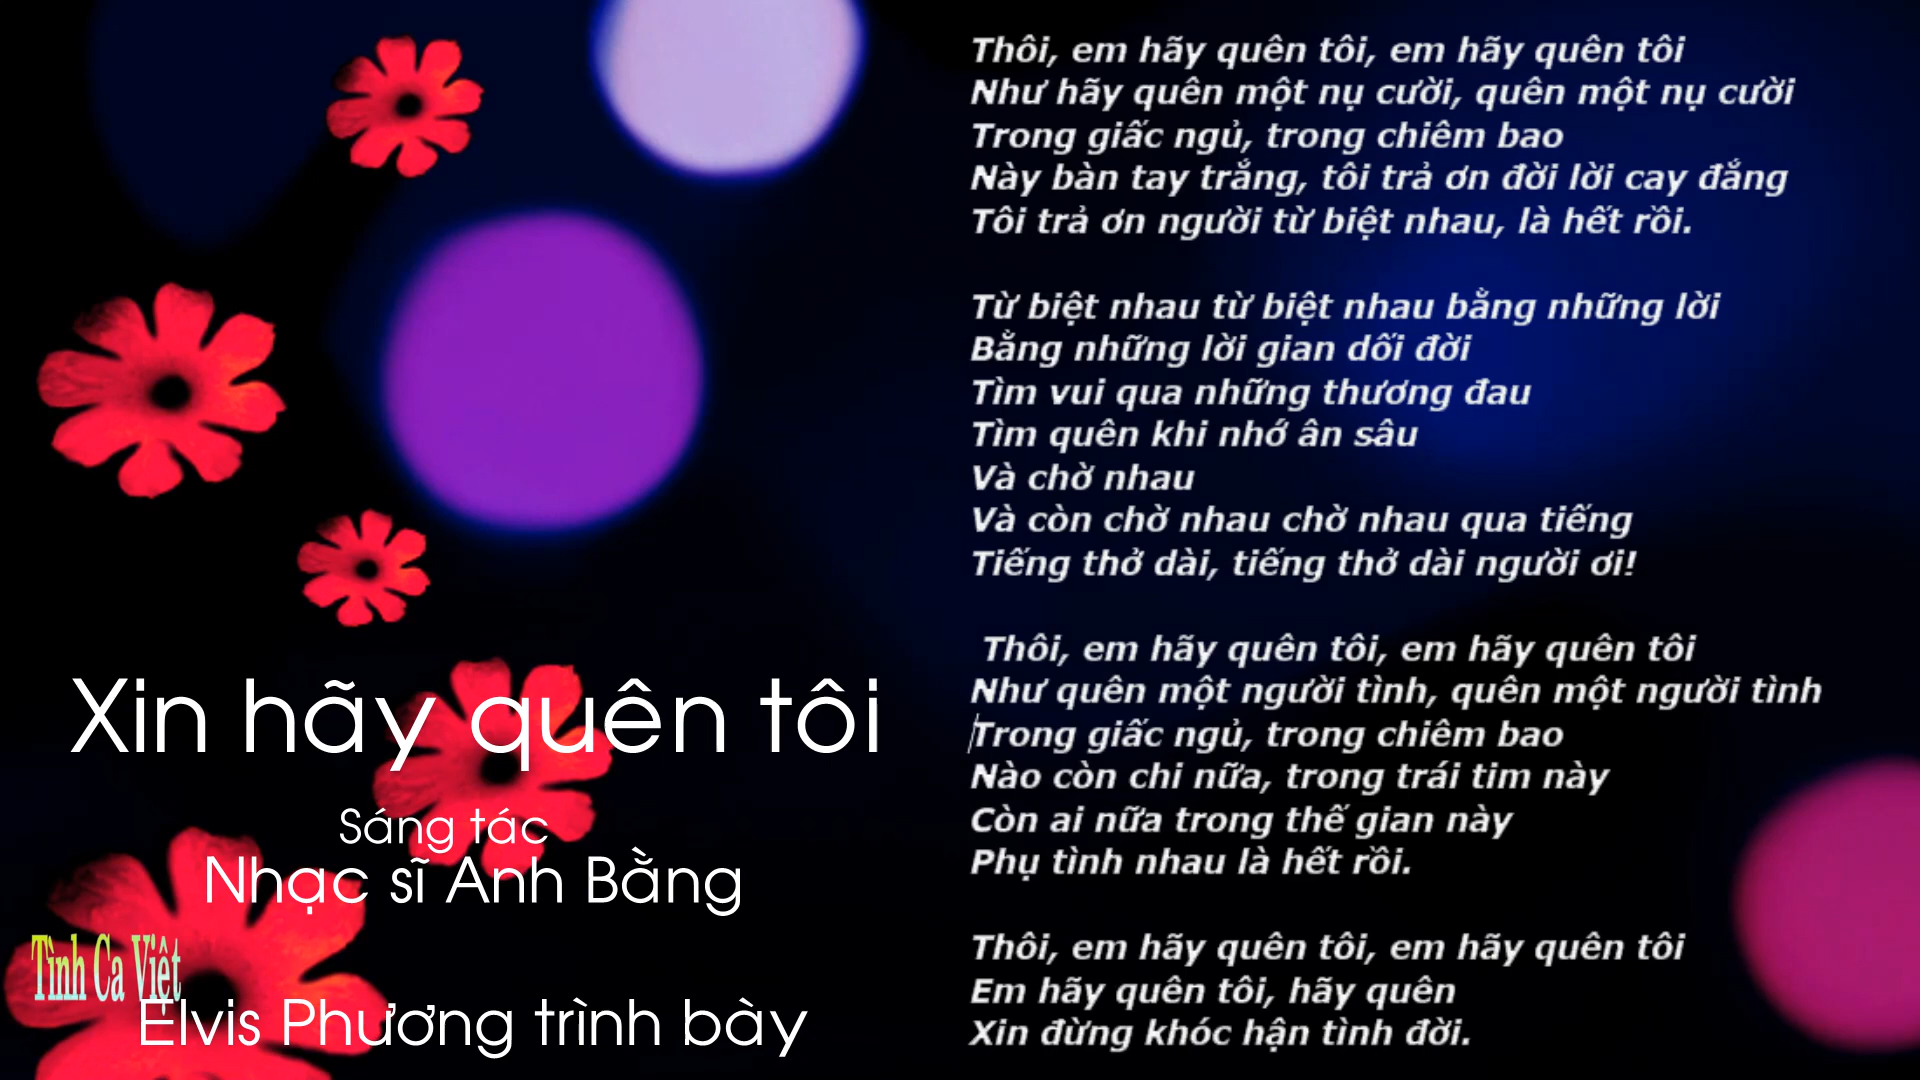 Thôi, em hãy quên tôi, em hãy quên tôi
Như hãy quên một nụ cười, quên một nụ cười
Trong giấc ngủ, trong chiêm bao
Này bàn tay trắng, tôi trả ơn đời lời cay đắng
Tôi trả ơn người từ biệt nhau, là hết rồi.
Từ biệt nhau từ biệt nhau bằng những lời
Bằng những lời gian dối đời
Tìm vui qua những thương đau
Tìm quên khi nhớ ân sâu
Và chờ nhau
Và còn chờ nhau chờ nhau qua tiếng
Tiếng thở dài, tiếng thở dài người ơi!
Thôi, em hãy quên tôi, em hãy quên tôi
Như quên một người tình, quên một người tình
Trong giấc ngủ, trong chiêm bao
Nào còn chi nữa, trong trái tim này
Còn ai nữa trong thế gian này
Phụ tình nhau là hết rồi.
Thôi, em hãy quên tôi, em hãy quên tôi
Em hãy quên tôi, hãy quên
Xin đừng khóc hận tình đời.
Xin hãy quên tôi
Sáng tác
Nhạc sĩ Anh Bằng
Tình Ca Việt
Elvis Phương trình bày